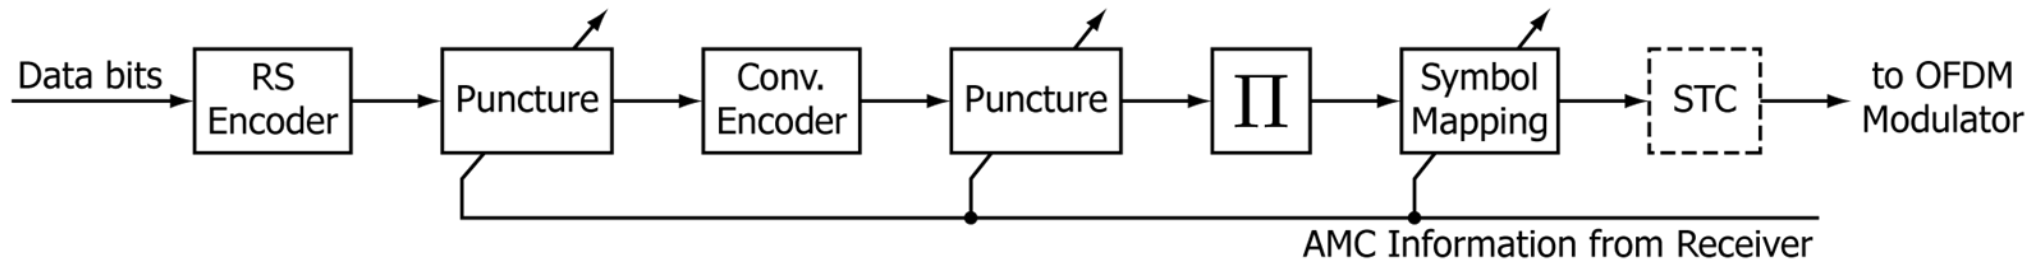 Data bits
RS
Encoder
Puncture
Conv.
Encoder
Puncture
Π
Symbol
Mapping
STC
to OFDM
Modulator
AMC Information from Receiver